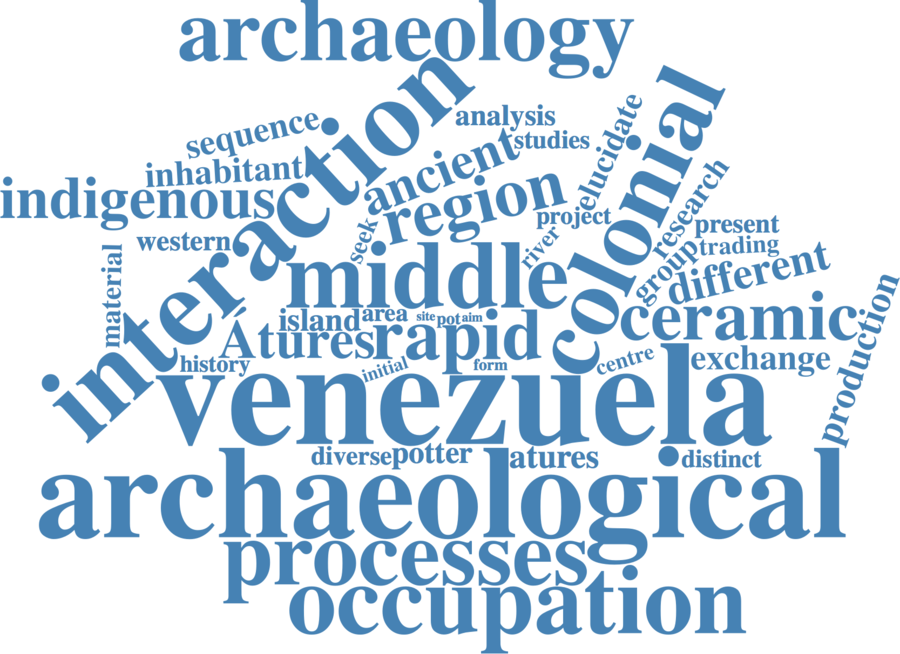 archaeology
interaction
colonial
analysis
elucidate
sequence
studies
inhabitant
ancient
research
indigenous
region
project
present
western
seek
river
trading
group
different
material
middle
production
island
area
site
pot
aim
ceramic
Átures
rapid
history
initial
form
centre
exchange
venezuela
diverse
potter
atures
distinct
archaeological
processes
occupation